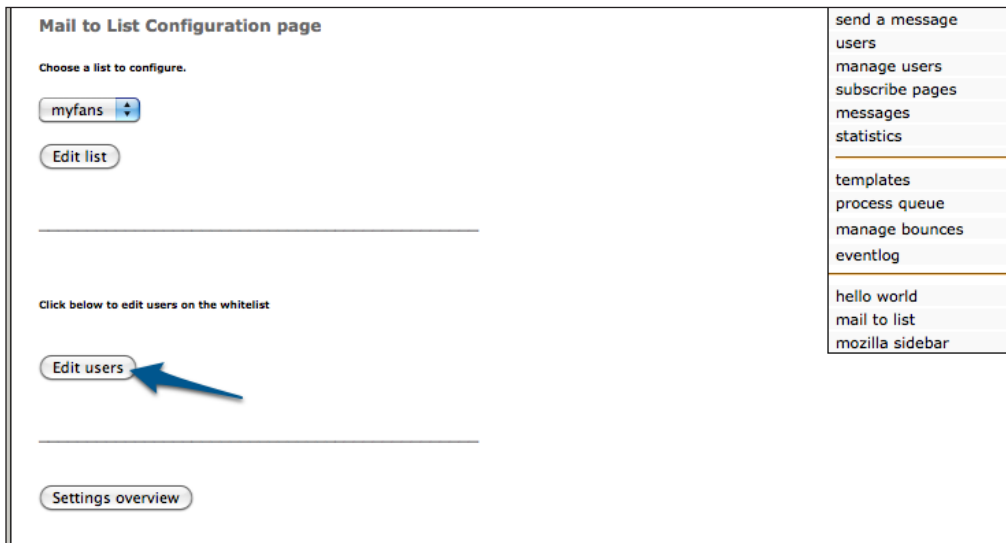 Mail to List Configuration page
Choose a list to configure.
myfans
Edit list
Click below to edit users on the whitelist
Edit users
Settings overview
send a message
users
manage users
subscribe pages
messages
statistics
templates
process queue
manage bounces
eventlog
hello world
mail to list
mozilla sidebar